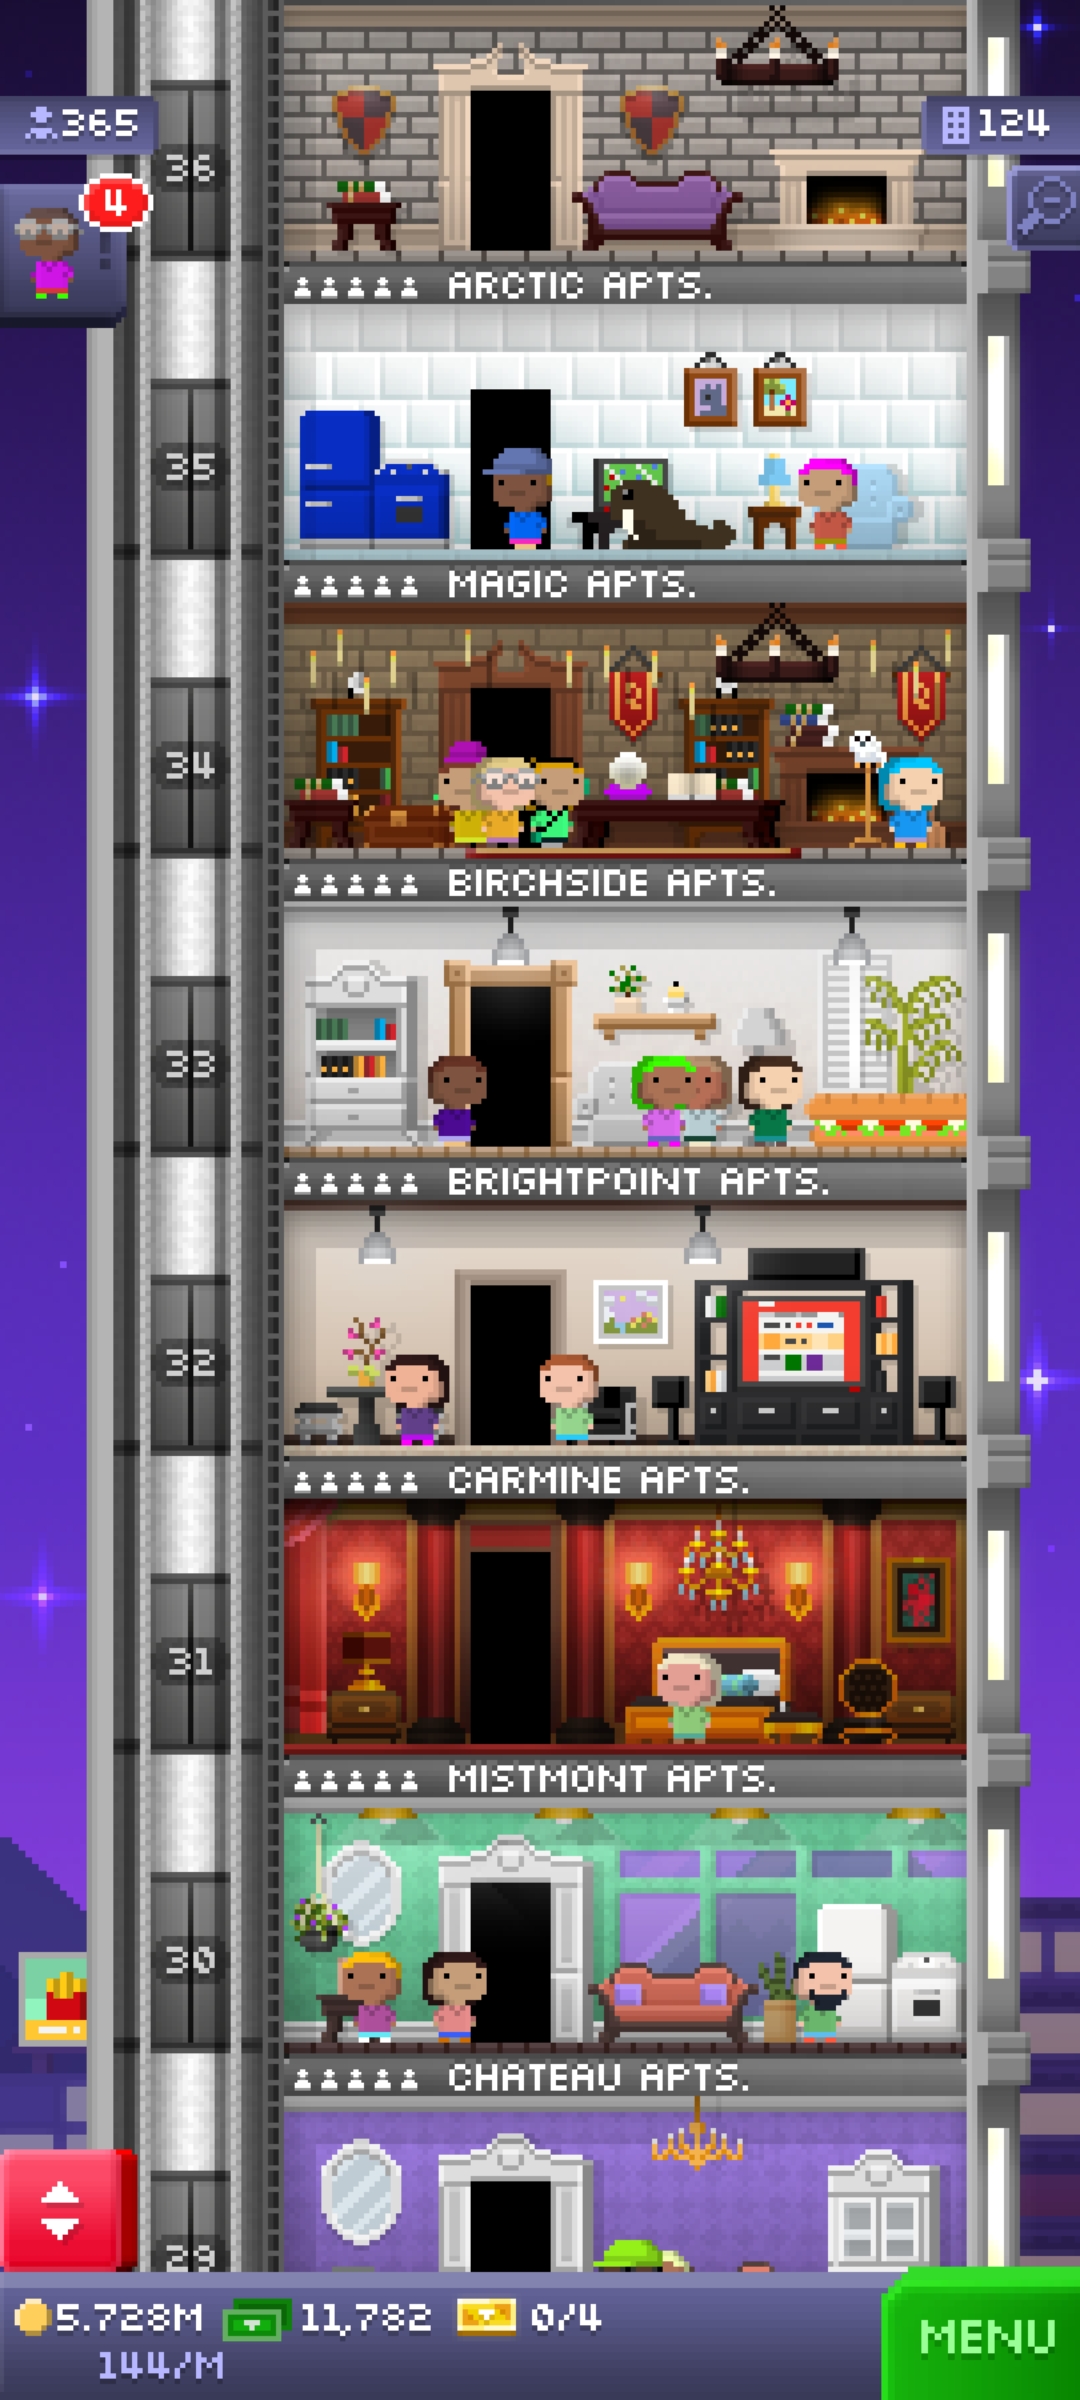 365
124
4
36
ARCTIC APTS.
35
MAGIC APTS.
34
BIRCHSIDE APTS.
33
BRIGHTPOINT APTS.
32
CARMINE APTS.
31
MISTMONT APTS.
30
CHATEAU APTS.
29
5.728M
11,782
0/4
144/M
MENU